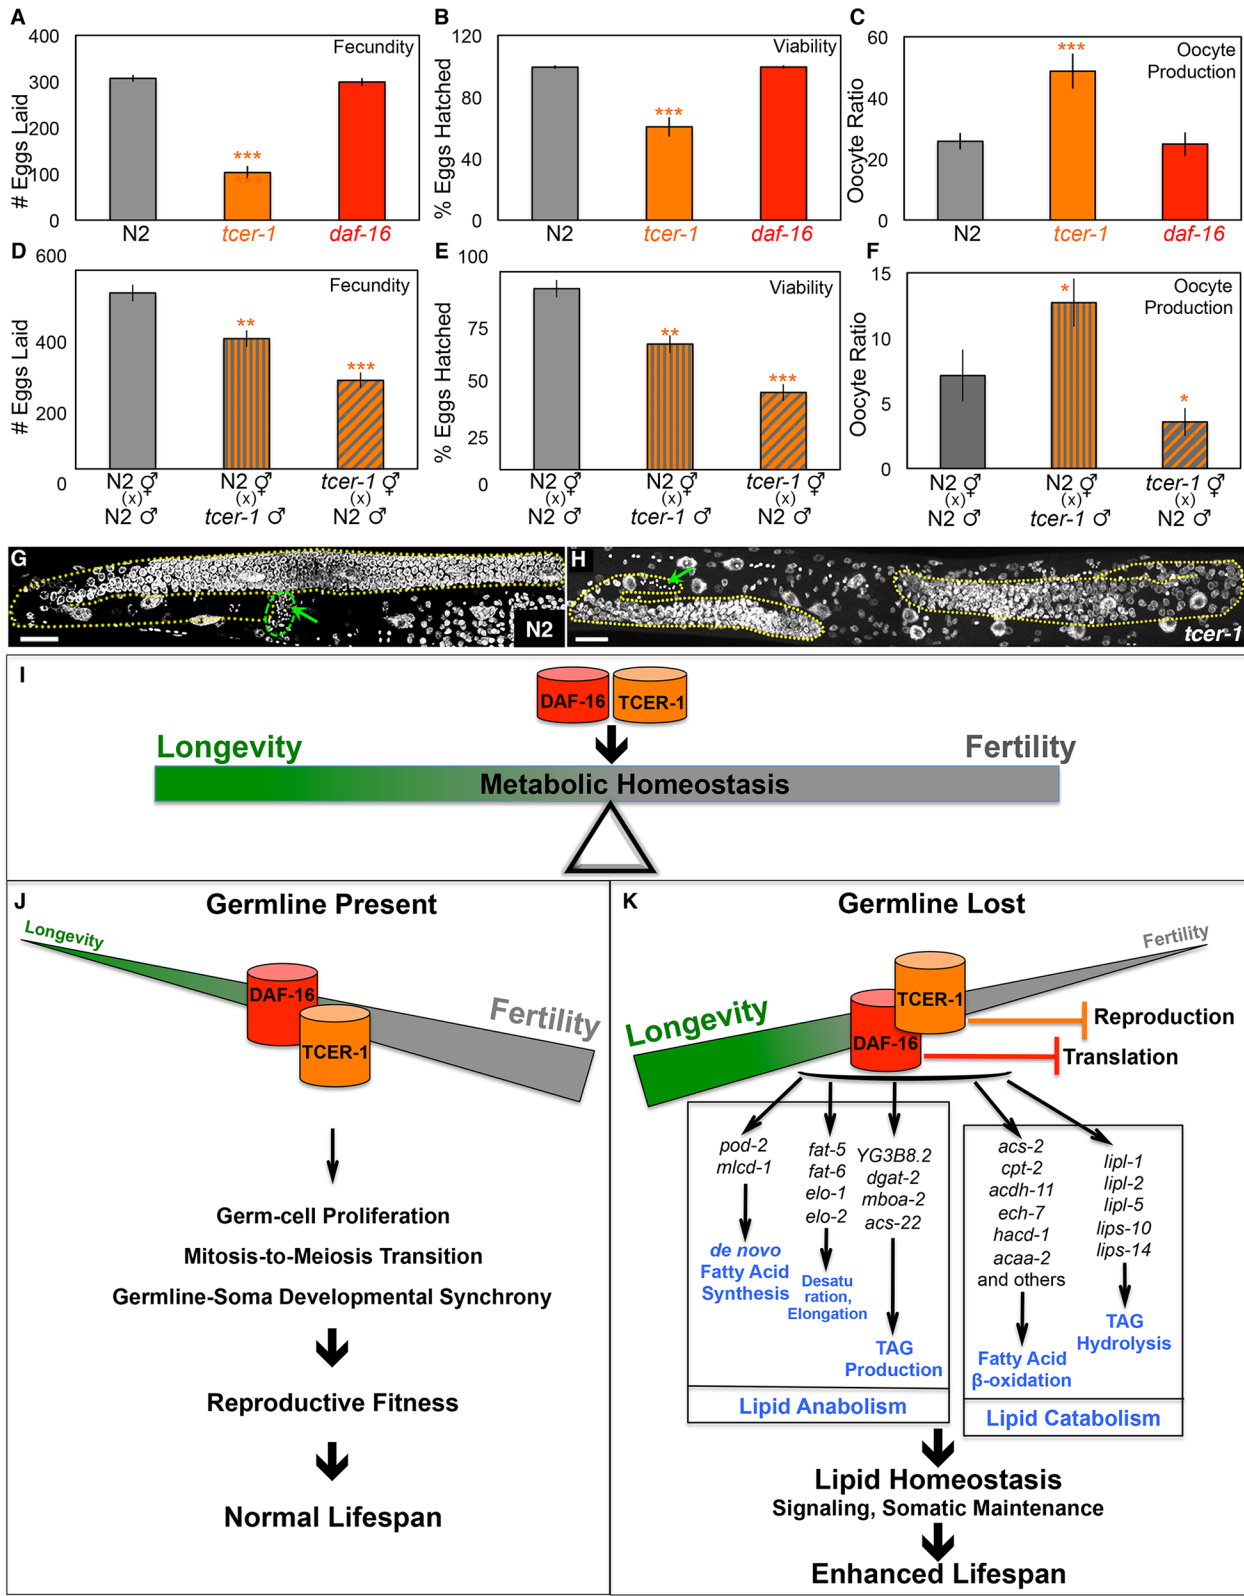 A
400
300
200
100
0
# Eggs Laid
Fecundity
***
***
N2
tcer-1
daf-16
B
120
80
40
0
% Eggs Hatched
Viability
***
N2
tcer-1
daf-16
C
60
40
20
0
Oocyte Ratio
Oocyte
Production
***
N2
tcer-1
daf-16
D
600
400
200
0
# Eggs Laid
Fecundity
**
***
N2 ⚥
(x)
N2 ♂
N2 ⚥
(x)
tcer-1 ♂
tcer-1 ⚥
(x)
N2 ♂
E
100
75
50
25
0
% Eggs Hatched
Viability
**
***
N2 ⚥
(x)
N2 ♂
N2 ⚥
(x)
tcer-1 ♂
tcer-1 ⚥
(x)
N2 ♂
F
15
10
5
0
Oocyte Ratio
Oocyte
Production
*
*
N2 ⚥
(x)
N2 ♂
N2 ⚥
(x)
tcer-1 ♂
tcer-1 ⚥
(x)
N2 ♂
G
N2
H
tcer-1
I
DAF-16
TCER-1
Longevity
Fertility
Metabolic Homeostasis
J
Germline Present
Longevity
DAF-16
TCER-1
Fertility
Germ-cell Proliferation
Mitosis-to-Meiosis Transition
Germline-Soma Developmental Synchrony
Reproductive Fitness
Normal Lifespan
K
Germline Lost
Fertility
TCER-1
Longevity
DAF-16
Reproduction
Translation
pod-2
mlcd-1
de novo
Fatty Acid
Synthesis
fat-5
fat-6
elo-1
elo-2
Desatu
ration,
Elongation
YG3B8.2
dgat-2
mboa-2
acs-22
TAG
Production
Lipid Anabolism
acs-2
cpt-2
acdh-11
ech-7
hacd-1
acaa-2
and others
Fatty Acid
β-oxidation
lipl-1
lipl-2
lipl-5
lips-10
lips-14
TAG
Hydrolysis
Lipid Catabolism
Lipid Homeostasis
Signaling, Somatic Maintenance
Enhanced Lifespan